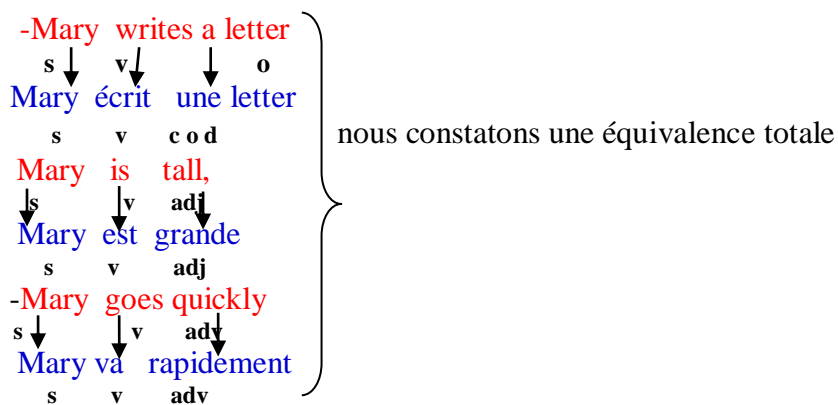 -Mary writes a letter
s v o
Mary écrit une letter
s v c o d
nous constatons une équivalence totale
Mary is tall,
s v adj
Mary est grande
s v adj
-Mary goes quickly
s v adv
Mary va rapidement
s v adv